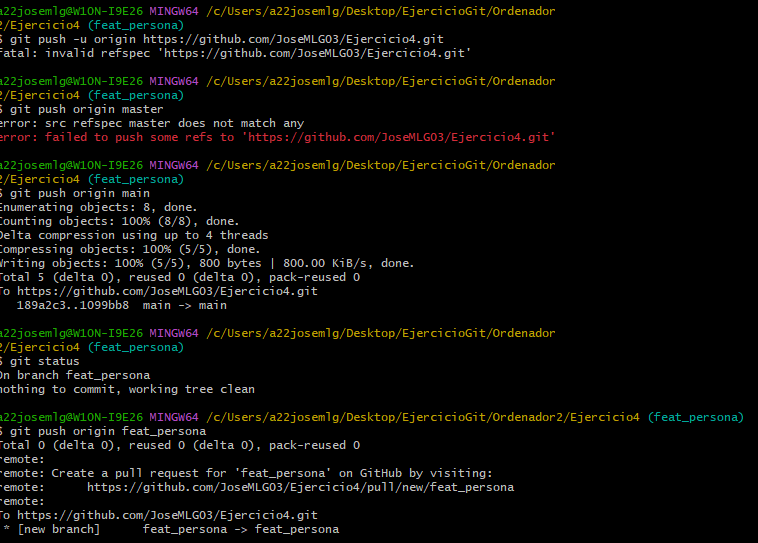 a22josemlg@W10N-I9E26 MINGW64 /c/Users/a22josemlg/Desktop/EjercicioGit/Ordenador
2/Ejercicio4 (feat_persona)
$ git push -u origin https://github.com/JoseMLG03/Ejercicio4.git
fatal: invalid refspec 'https://github.com/JoseMLG03/Ejercicio4.git'
a22josemlg@W10N-I9E26 MINGW64 /c/Users/a22josemlg/Desktop/EjercicioGit/Ordenador
2/Ejercicio4 (feat_persona)
$ git push origin master
error: src refspec master does not match any
error: failed to push some refs to 'https://github.com/JoseMLG03/Ejercicio4.git'
a22josemlg@W10N-I9E26 MINGW64 /c/Users/a22josemlg/Desktop/EjercicioGit/Ordenador
2/Ejercicio4 (feat_persona)
$ git push origin main
Enumerating objects: 8, done.
Counting objects: 100% (8/8), done.
Delta compression using up to 4 threads
Compressing objects: 100% (5/5), done.
Writing objects: 100% (5/5), 800 bytes | 800.00 KiB/s, done.
Total 5 (delta 0), reused 0 (delta 0), pack-reused 0
To https://github.com/JoseMLG03/Ejercicio4.git
   189a2c3..1099bb8  main -> main
a22josemlg@W10N-I9E26 MINGW64 /c/Users/a22josemlg/Desktop/EjercicioGit/Ordenador
2/Ejercicio4 (feat_persona)
$ git status
On branch feat_persona
nothing to commit, working tree clean
a22josemlg@W10N-I9E26 MINGW64 /c/Users/a22josemlg/Desktop/EjercicioGit/Ordenador2/Ejercicio4 (feat_persona)
$ git push origin feat_persona
Total 0 (delta 0), reused 0 (delta 0), pack-reused 0
remote:
remote: Create a pull request for 'feat_persona' on GitHub by visiting:
remote:      https://github.com/JoseMLG03/Ejercicio4/pull/new/feat_persona
remote:
To https://github.com/JoseMLG03/Ejercicio4.git
 * [new branch]      feat_persona -> feat_persona